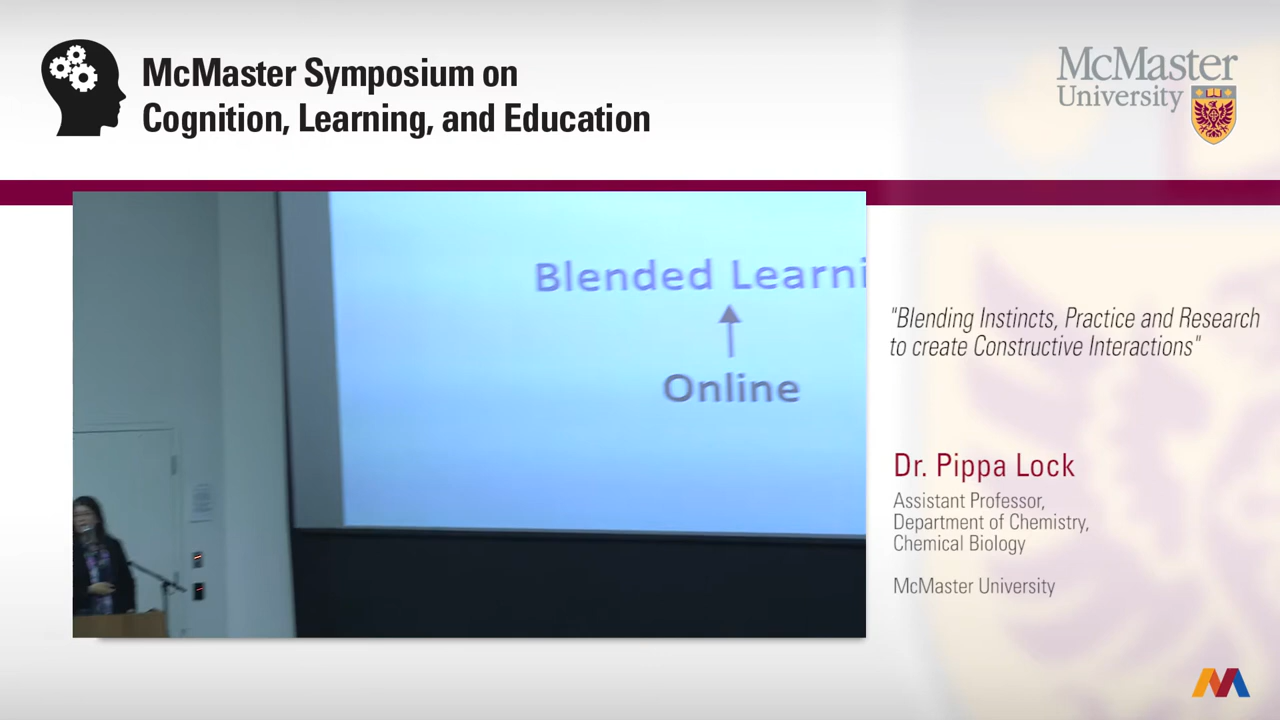 McMaster Symposium on
Cognition, Learning, and Education
McMaster
University
Blended Learni
Online
"Blending Instincts, Practice and Research
to create Constructive Interactions"
Dr. Pippa Lock
Assistant Professor,
Department of Chemistry,
Chemical Biology
McMaster University